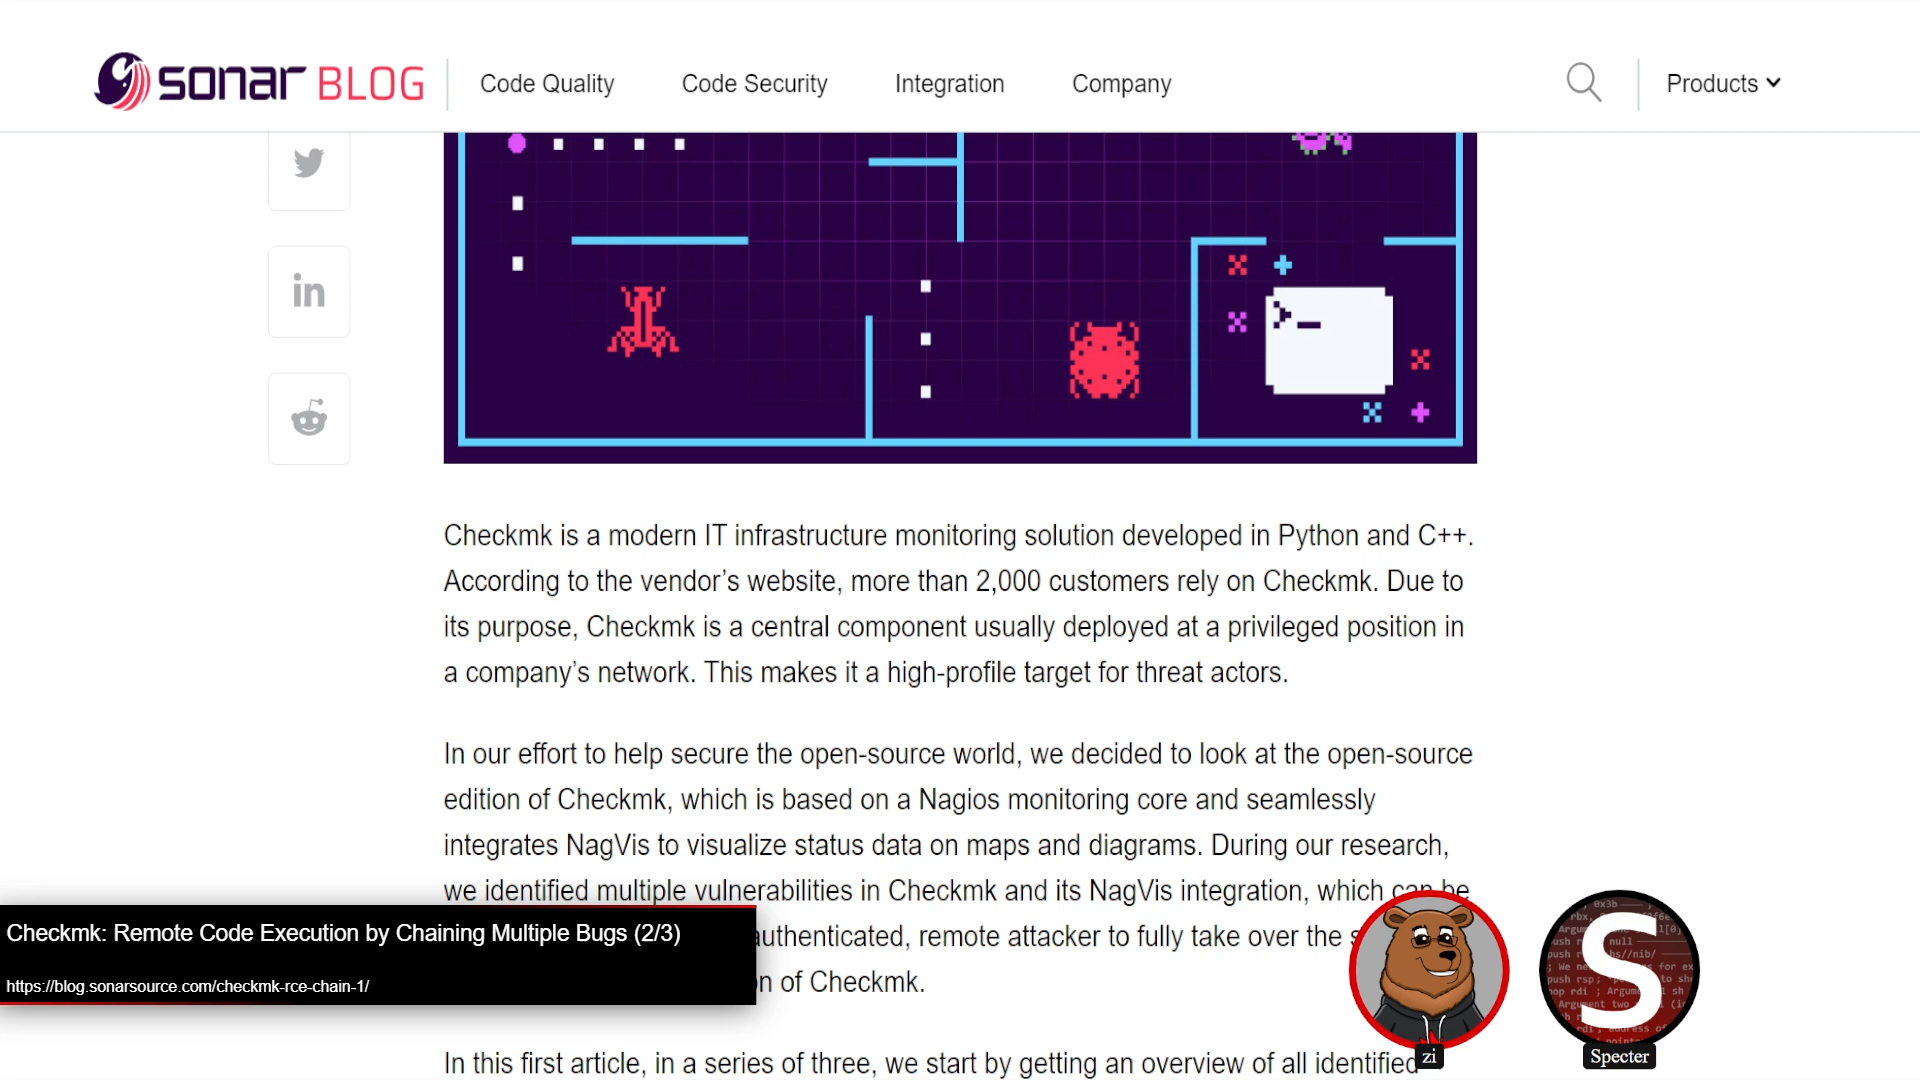 sonar BLOG
Code Quality
Code Security
Integration
Company
Products
in
>_
Checkmk is a modern IT infrastructure monitoring solution developed in Python and C++.
According to the vendor’s website, more than 2,000 customers rely on Checkmk. Due to
its purpose, Checkmk is a central component usually deployed at a privileged position in
a company’s network. This makes it a high-profile target for threat actors.
In our effort to help secure the open-source world, we decided to look at the open-source
edition of Checkmk, which is based on a Nagios monitoring core and seamlessly
integrates NagVis to visualize status data on maps and diagrams. During our research,
we identified multiple vulnerabilities in Checkmk and its NagVis integration, which can be
authenticated, remote attacker to fully take over the
of Checkmk.
In this first article, in a series of three, we start by getting an overview of all identified
Checkmk: Remote Code Execution by Chaining Multiple Bugs (2/3)
https://blog.sonarsource.com/checkmk-rce-chain-1/
zi
S
Specter